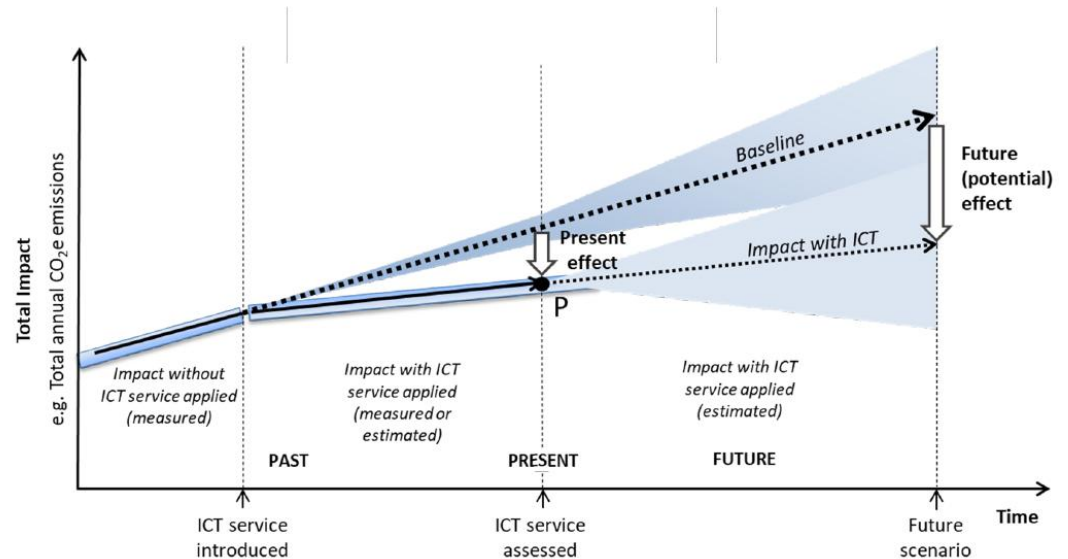 Total Impact
e.g. Total annual CO₂e emissions
Baseline
Future
(potential)
effect
Present
effect
Impact with ICT
P
Impact without
ICT service applied
(measured)
Impact with ICT
service applied
(measured or
estimated)
Impact with ICT
service applied
(estimated)
PAST
PRESENT
FUTURE
Time
ICT service
introduced
ICT service
assessed
Future
scenario